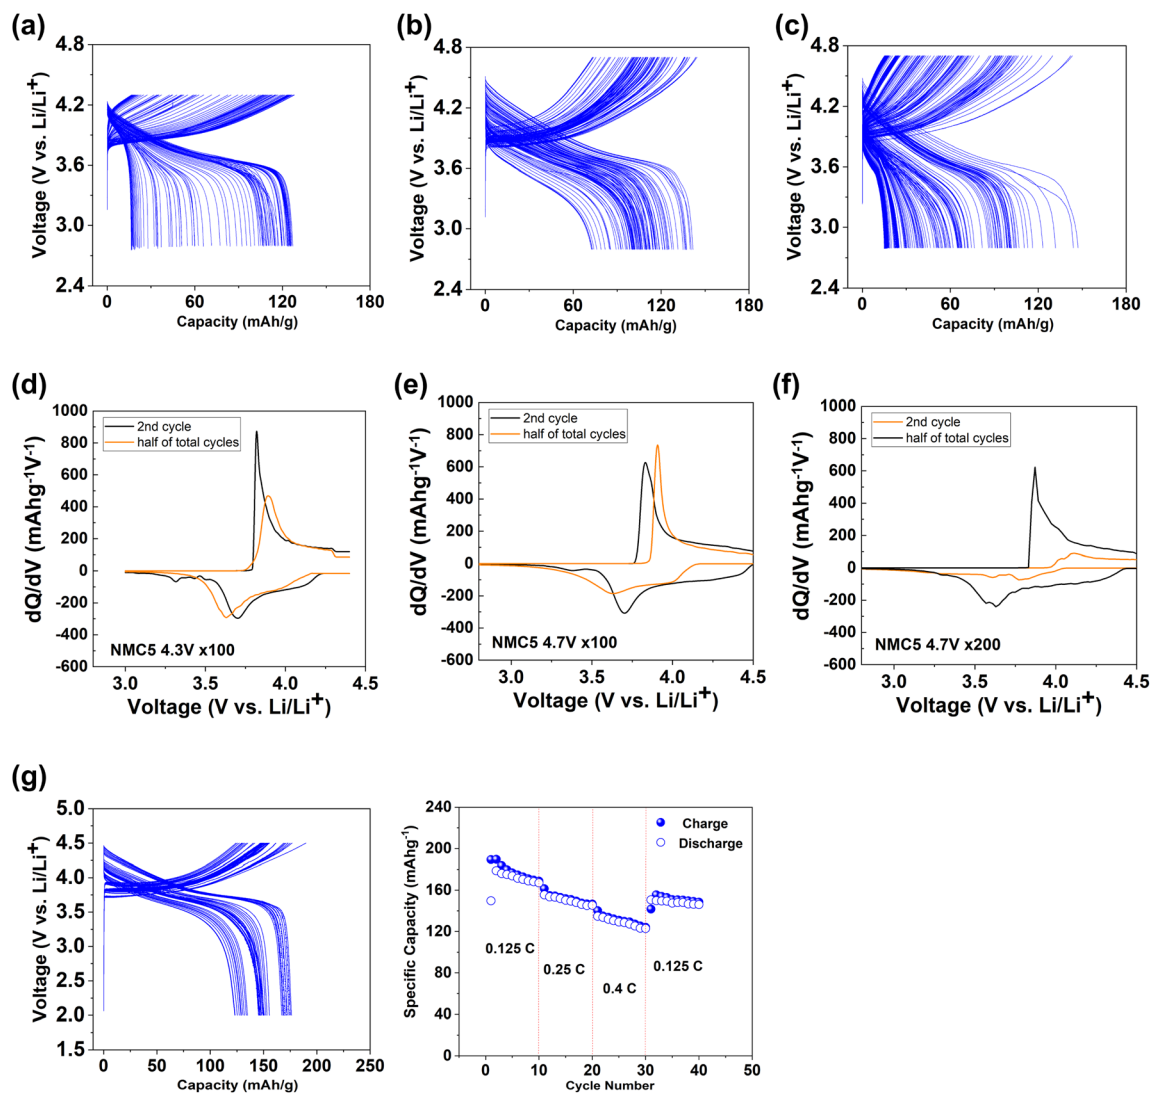 (a)
4.8
4.2
3.6
3.0
2.4
Voltage (V vs. Li/Li+)
0 60 120 180
Capacity (mAh/g)
(b)
4.8
4.2
3.6
3.0
2.4
Voltage (V vs. Li/Li+)
0 60 120 180
Capacity (mAh/g)
(c)
4.8
4.2
3.6
3.0
2.4
Voltage (V vs. Li/Li+)
0 60 120 180
Capacity (mAh/g)
(d)
1000
800
600
400
200
0
-200
-400
-600
dQ/dV (mAhg-1V-1)
2nd cycle
half of total cycles
NMC5 4.3V x100
3.0 3.5 4.0 4.5
Voltage (V vs. Li/Li+)
(e)
1000
800
600
400
200
0
-200
-400
-600
dQ/dV (mAhg-1V-1)
2nd cycle
half of total cycles
NMC5 4.7V x100
3.0 3.5 4.0 4.5
Voltage (V vs. Li/Li+)
(f)
1000
800
600
400
200
0
-200
-400
-600
dQ/dV (mAhg-1V-1)
2nd cycle
half of total cycles
NMC5 4.7V x200
3.0 3.5 4.0 4.5
Voltage (V vs. Li/Li+)
(g)
5.0
4.5
4.0
3.5
3.0
2.5
2.0
1.5
Voltage (V vs. Li/Li+)
0 50 100 150 200 250
Capacity (mAh/g)
240
200
160
120
80
40
0
Specific Capacity (mAhg-1)
Charge
Discharge
0.125 C
0.25 C
0.4 C
0.125 C
0 10 20 30 40 50
Cycle Number